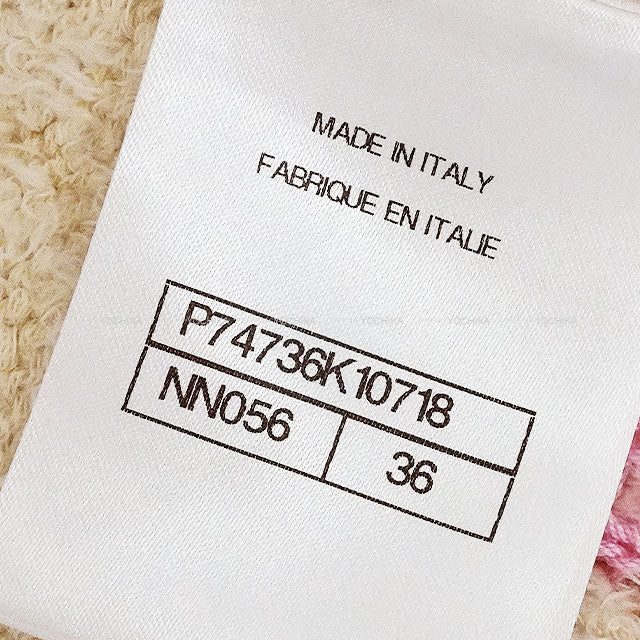 MADE IN ITALY
FABRIQUE EN ITALIE
P74736K10718
NN056 36